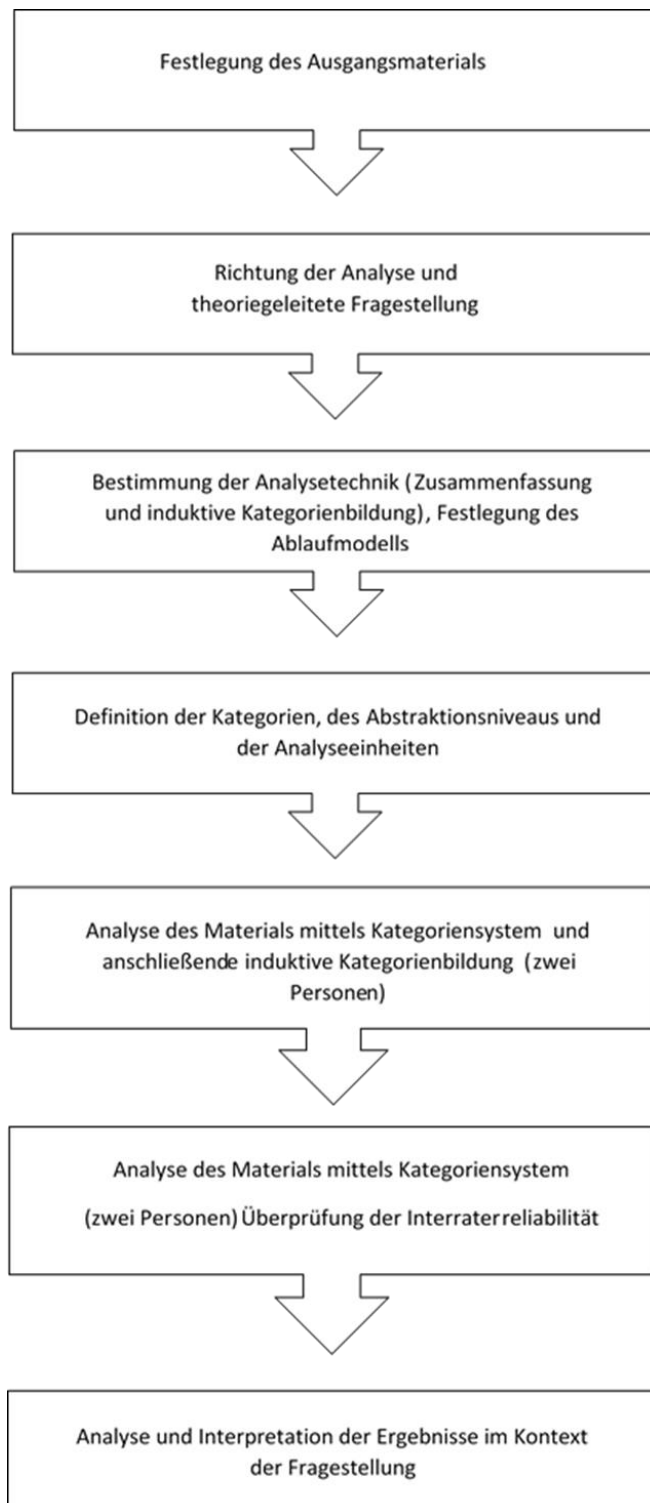 Festlegung des Ausgangsmaterials
Richtung der Analyse und
theoriegeleitete Fragestellung
Bestimmung der Analysetechnik (Zusammenfassung
und induktive Kategorienbildung), Festlegung des
Ablaufmodells
Definition der Kategorien, des Abstraktionsniveaus und
der Analyseeinheiten
Analyse des Materials mittels Kategoriensystem und
anschließende induktive Kategorienbildung (zwei
Personen)
Analyse des Materials mittels Kategoriensystem
(zwei Personen) Überprüfung der Interraterreliabilität
Analyse und Interpretation der Ergebnisse im Kontext
der Fragestellung